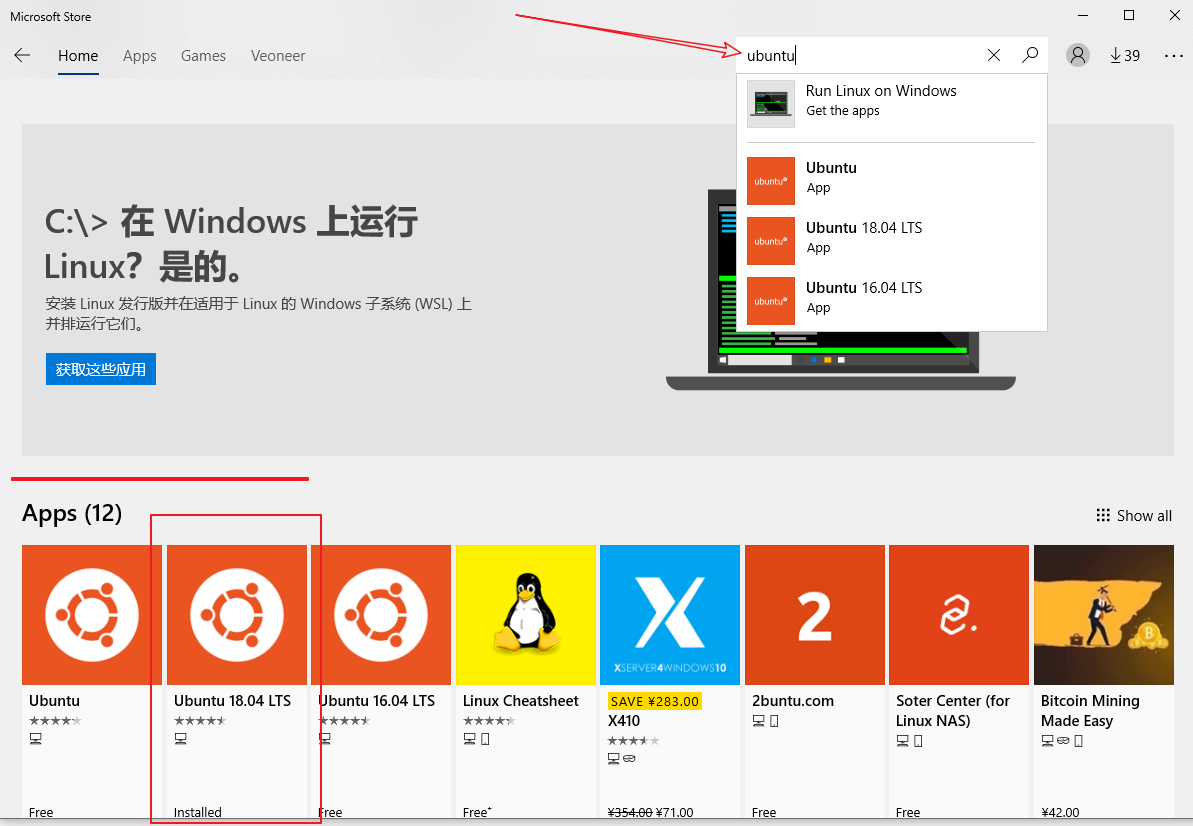 Microsoft Store
Home Apps Games Veoneer
ubuntu
39
Run Linux on Windows
Get the apps
Ubuntu
App
Ubuntu 18.04 LTS
App
Ubuntu 16.04 LTS
App
ubuntu
ubuntu
ubuntu
C:\> 在 Windows 上运行
Linux？是的。
安装 Linux 发行版并在适用于 Linux 的 Windows 子系统 (WSL) 上
并排运行它们。
获取这些应用
Apps (12)
Show all
Ubuntu
Free
Ubuntu 18.04 LTS
Installed
Ubuntu 16.04 LTS
Free
Linux Cheatsheet
Free+
X
XSERVER4WINDOWS10
SAVE ¥283.00
X410
¥354.00 ¥71.00
2
2buntu.com
Free
Soter Center (for
Linux NAS)
Free
Bitcoin Mining
Made Easy
¥42.00